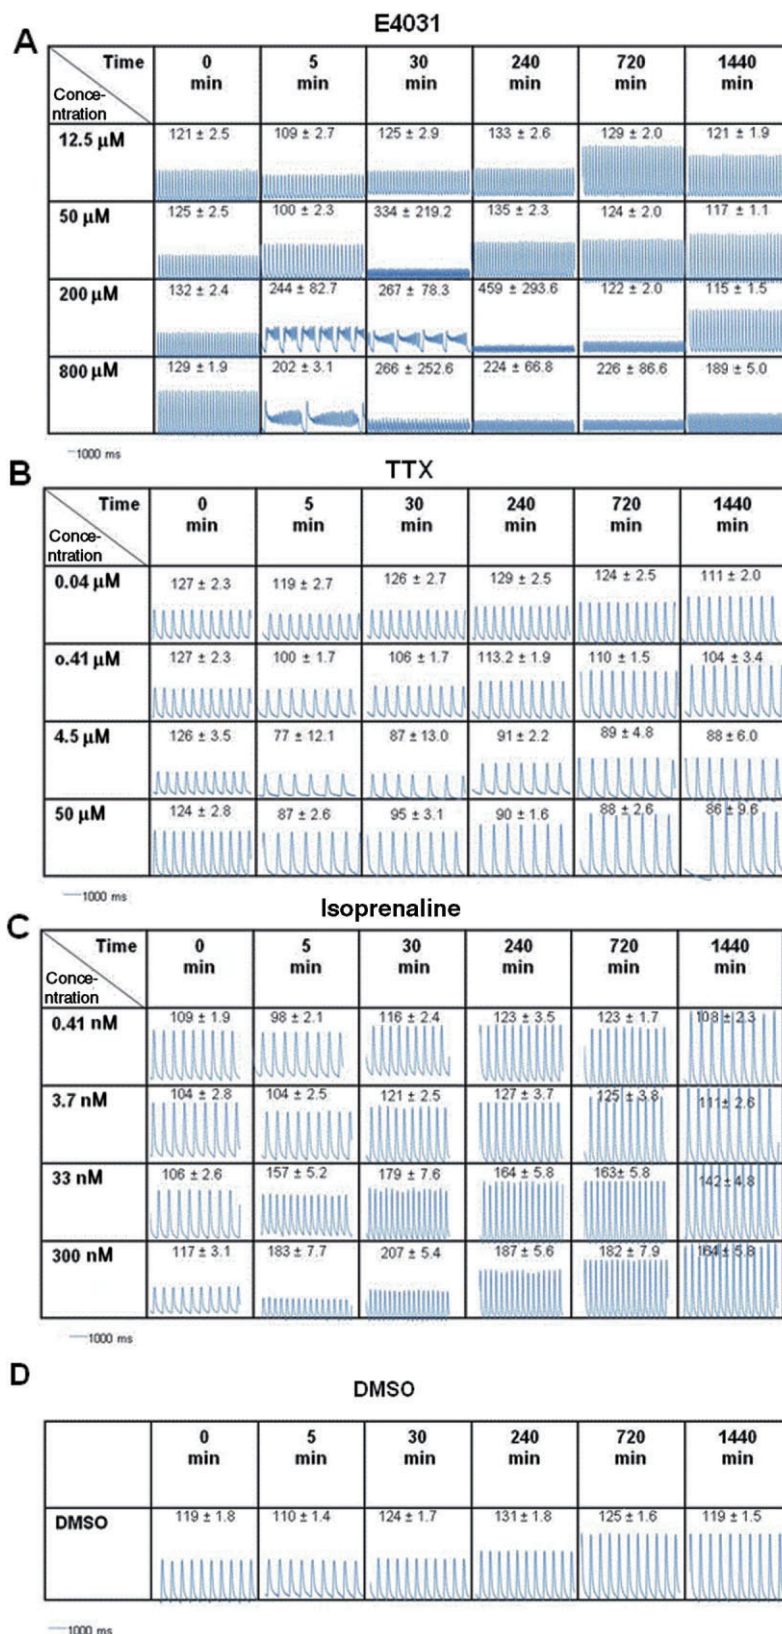 E4031
A
Time
Conce-
ntration
0
min
5
min
30
min
240
min
720
min
1440
min
12.5 μM
121 ± 2.5 109 ± 2.7 125 ± 2.9 133 ± 2.6 129 ± 2.0 121 ± 1.9
50 μM
125 ± 2.5 100 ± 2.3 334 ± 219.2 135 ± 2.3 124 ± 2.0 117 ± 1.1
200 μM
132 ± 2.4 244 ± 82.7 267 ± 78.3 459 ± 293.6 122 ± 2.0 115 ± 1.5
800 μM
129 ± 1.9 202 ± 3.1 266 ± 252.6 224 ± 66.8 226 ± 86.6 189 ± 5.0
1000 ms
B
TTX
Time
Conce-
ntration
0
min
5
min
30
min
240
min
720
min
1440
min
0.04 μM
127 ± 2.3 119 ± 2.7 126 ± 2.7 129 ± 2.5 124 ± 2.5 111 ± 2.0
o.41 μM
127 ± 2.3 100 ± 1.7 106 ± 1.7 113.2 ± 1.9 110 ± 1.5 104 ± 3.4
4.5 μM
126 ± 3.5 77 ± 12.1 87 ± 13.0 91 ± 2.2 89 ± 4.8 88 ± 6.0
50 μM
124 ± 2.8 87 ± 2.6 95 ± 3.1 90 ± 1.6 88 ± 2.6 86 ± 9.6
1000 ms
Isoprenaline
C
Time
Conce-
ntration
0
min
5
min
30
min
240
min
720
min
1440
min
0.41 nM
109 ± 1.9 98 ± 2.1 116 ± 2.4 123 ± 3.5 123 ± 1.7 108 ± 2.3
3.7 nM
104 ± 2.8 104 ± 2.5 121 ± 2.5 127 ± 3.7 125 ± 3.8 111 ± 2.6
33 nM
106 ± 2.6 157 ± 5.2 179 ± 7.6 164 ± 5.8 163± 5.8 142 ± 4.8
300 nM
117 ± 3.1 183 ± 7.7 207 ± 5.4 187 ± 5.6 182 ± 7.9 164 ± 5.8
1000 ms
D
DMSO
0
min
5
min
30
min
240
min
720
min
1440
min
DMSO
119 ± 1.8 110 ± 1.4 124 ± 1.7 131 ± 1.8 125 ± 1.6 119 ± 1.5
1000 ms